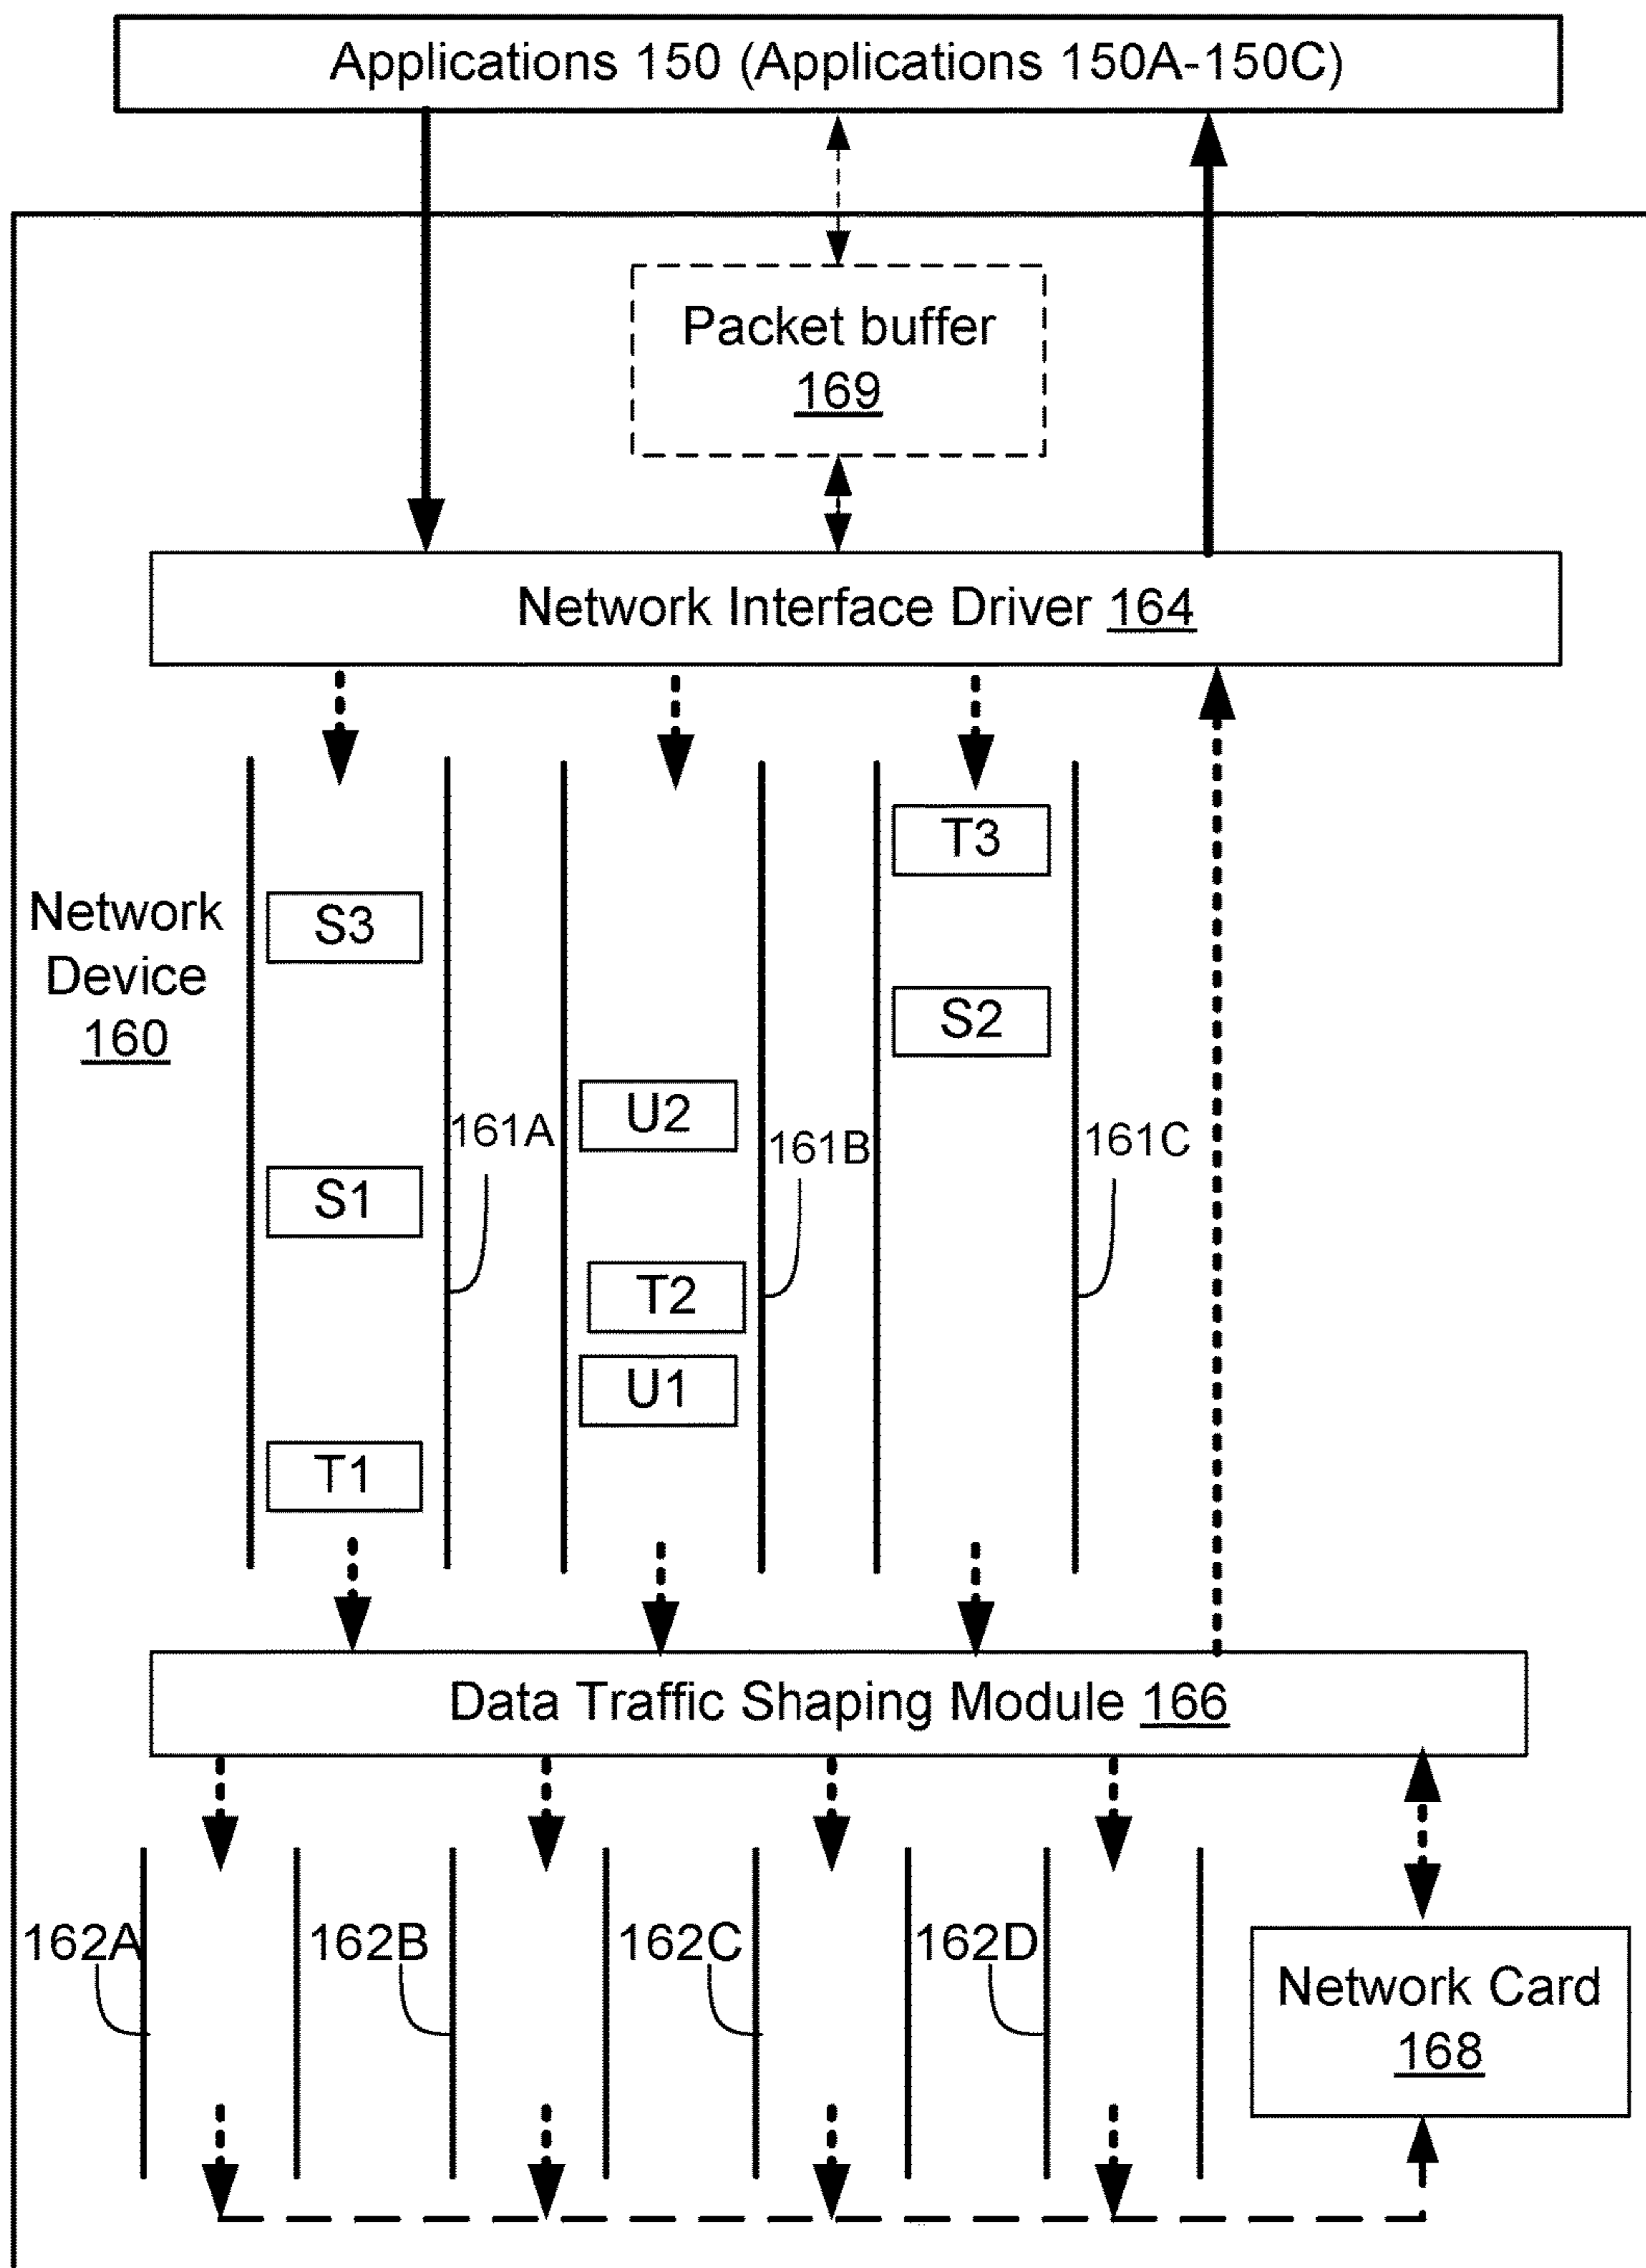 Applications 150 (Applications 150A-150C)
Packet buffer
169
Network Interface Driver 164
T3
Network
Device
160
S3
S2
U2
161A
161B
161C
S1
T2
U1
T1
Data Traffic Shaping Module 166
162A
162B
162C
162D
Network Card
168